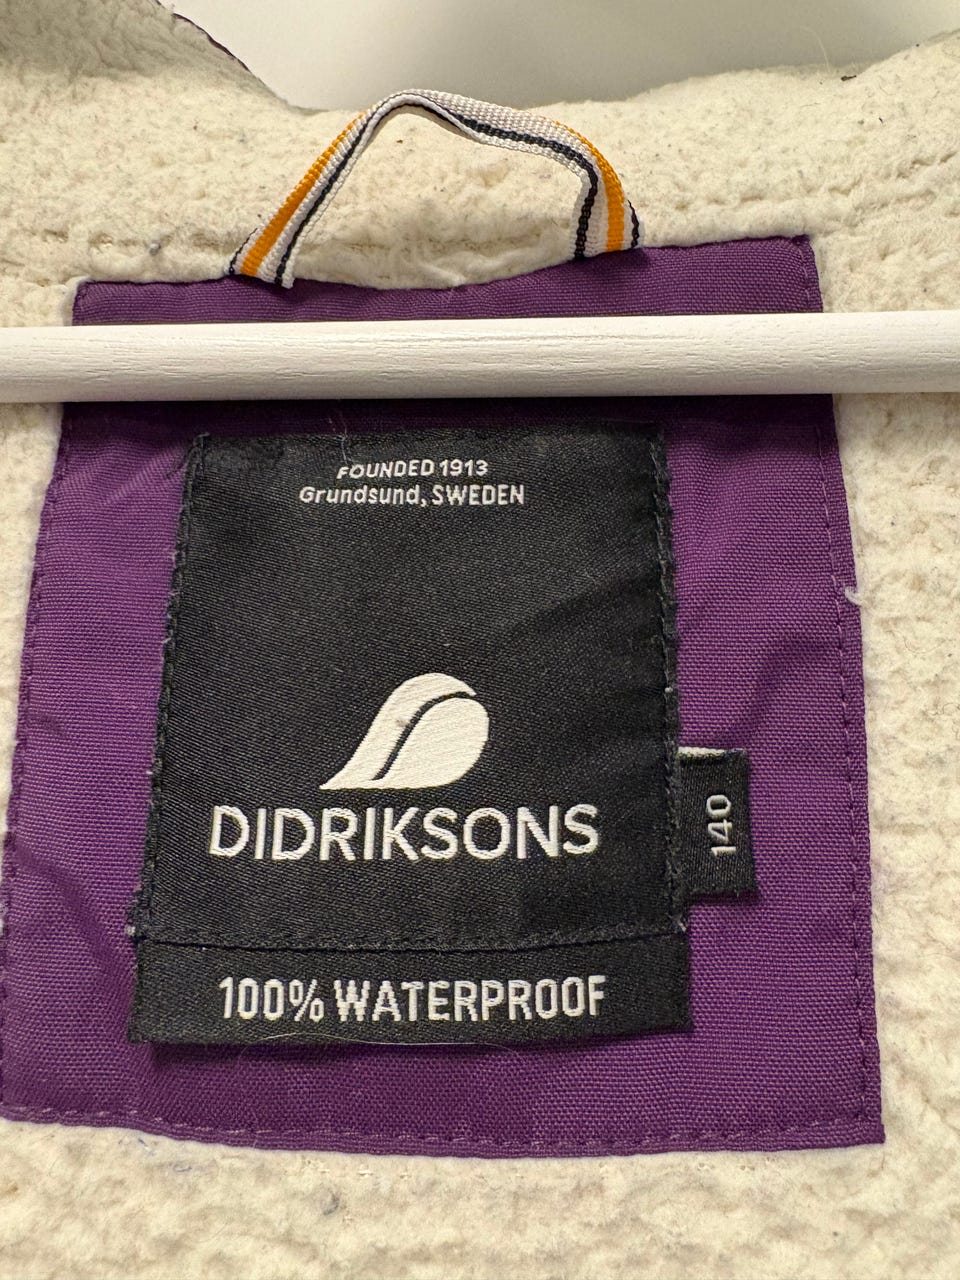 FOUNDED 1913
Grundsund, SWEDEN
DIDRIKSONS
140
100% WATERPROOF